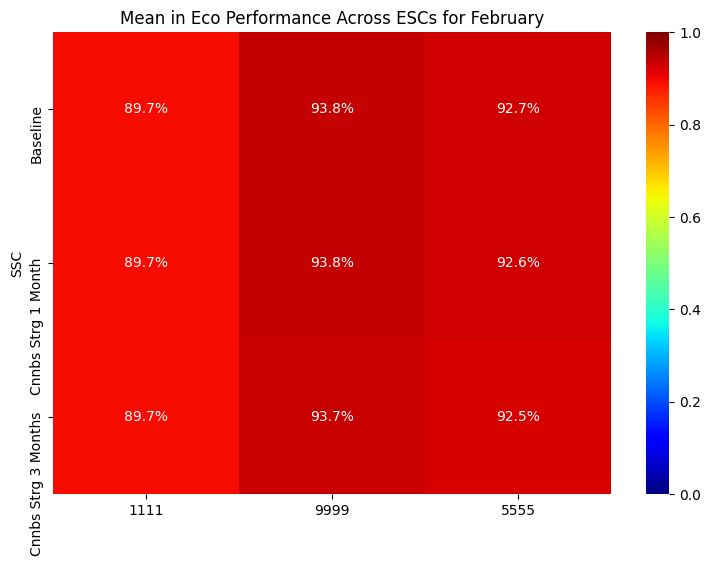 Mean in Eco Performance Across ESCs for February
SSC
Baseline
89.7% 93.8% 92.7%
Cnnbs Strg 1 Month
89.7% 93.8% 92.6%
Cnnbs Strg 3 Months
89.7% 93.7% 92.5%
1111 9999 5555
1.0
0.8
0.6
0.4
0.2
0.0